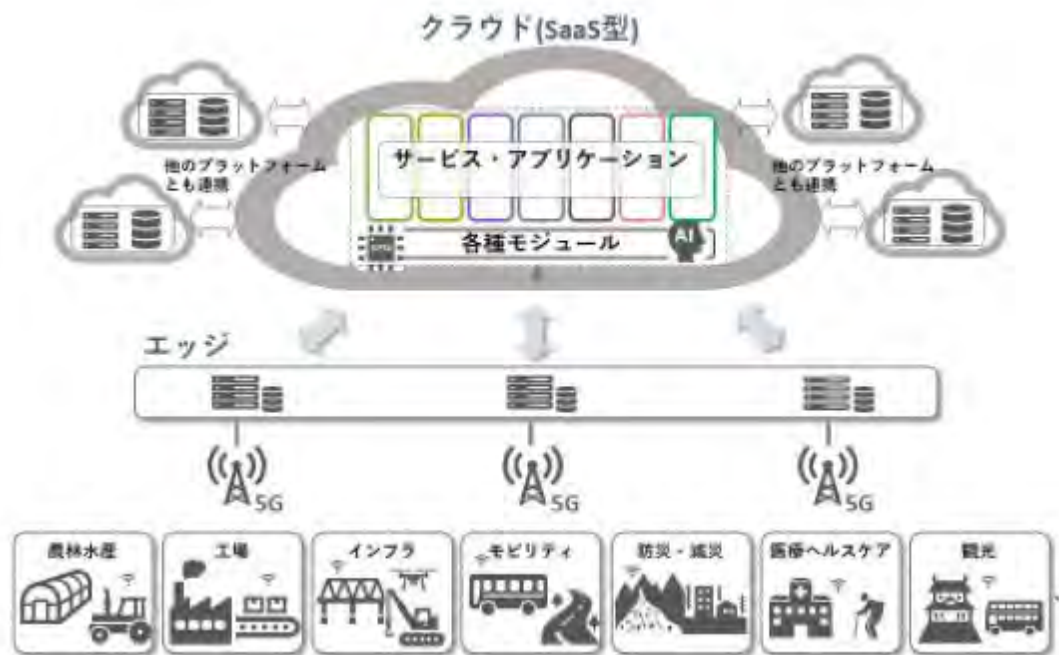 クラウド(SaaS型)
サービス・アプリケーション
他のプラットフォーム
とも連携
他のプラットフォーム
とも連携
各種モジュール
AI
エッジ
5G
5G
5G
農林水産
工場
インフラ
モビリティ
防災・減災
医療ヘルスケア
観光